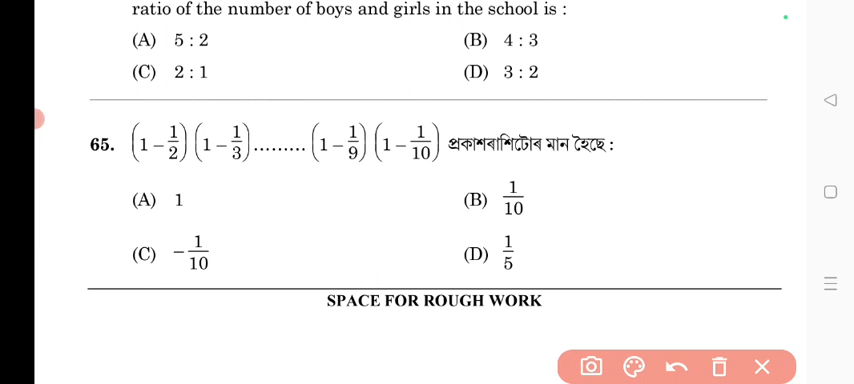 ratio of the number of boys and girls in the school is :
(A) 5 : 2 (B) 4 : 3
(C) 2 : 1 (D) 3 : 2
65. (1 − 1/2) (1 − 1/3) ......... (1 − 1/9) (1 − 1/10) প্ৰকাশৰাশিটোৰ মান হৈছে :
(A) 1 (B) 1/10
(C) − 1/10 (D) 1/5
SPACE FOR ROUGH WORK